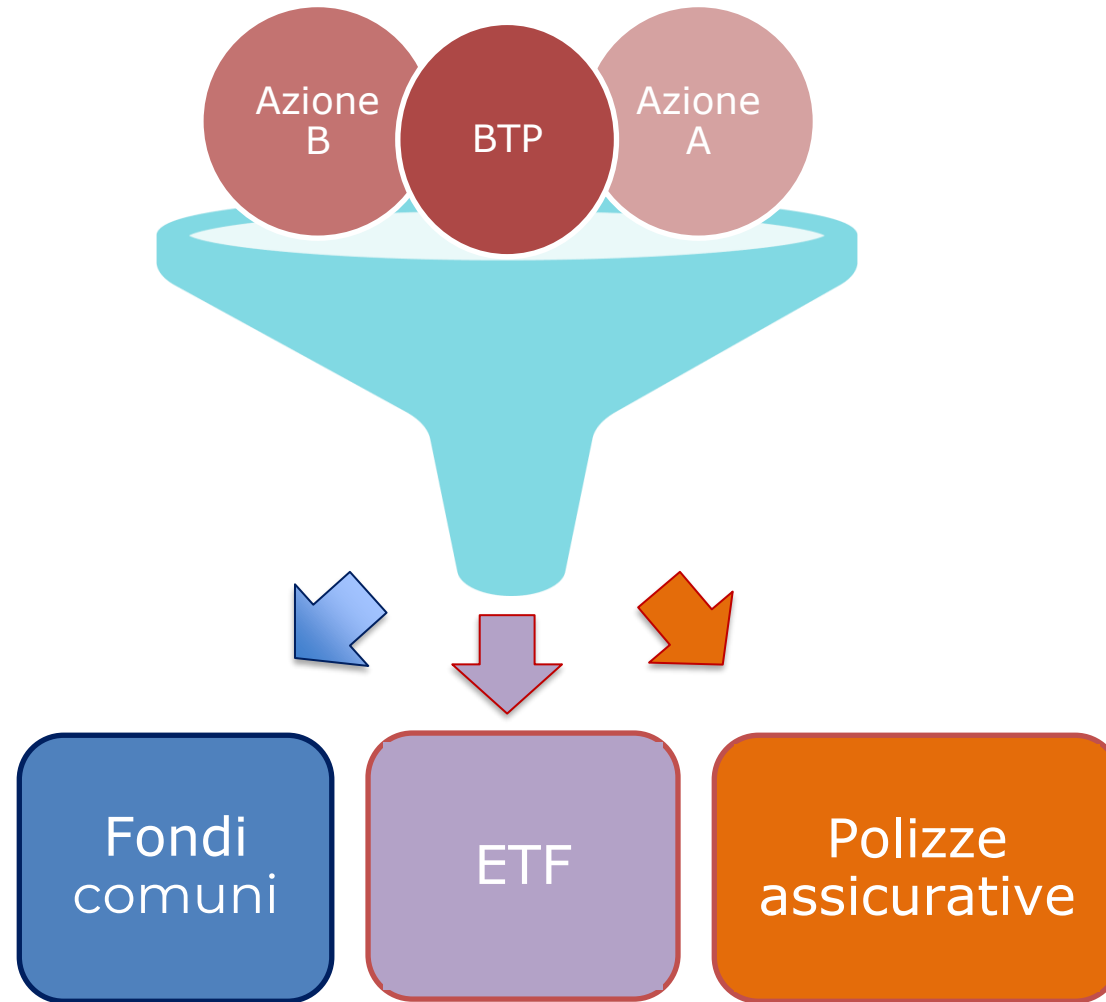 Azione
B
BTP
Azione
A
Fondi
comuni
ETF
Polizze
assicurative